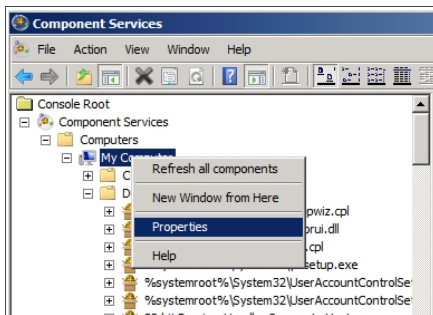 Component Services
File Action View Window Help
Console Root
Component Services
Computers
My Computer
Refresh all components
New Window from Here
Properties
Help
C
D
pwiz.cpl
prui.dll
.cpl
setup.exe
%systemroot%\System32\UserAccountControlSe
%systemroot%\System32\UserAccountControlSe